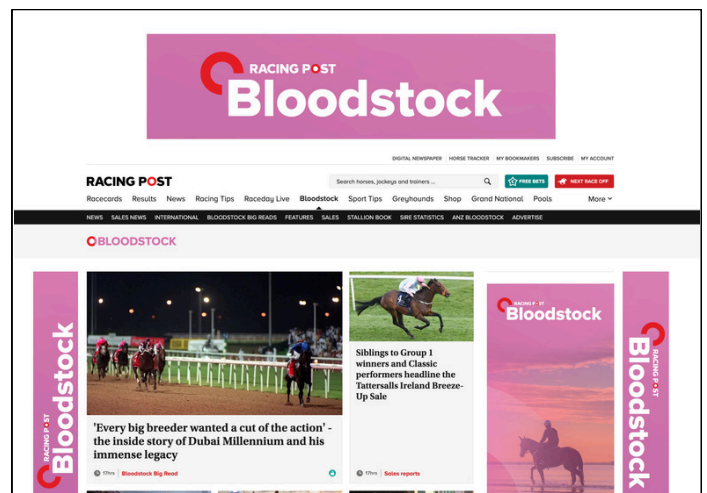 RACING POST
Bloodstock
DIGITAL NEWSPAPER HORSE TRACKER MY BOOKMAKERS SUBSCRIBE MY ACCOUNT
RACING POST
Search horses, jockeys and trainers ...
FREE BETS
NEXT RACE OFF
Racecards Results News Racing Tips Raceday Live Bloodstock Sport Tips Greyhounds Shop Grand National Pools More
NEWS SALES NEWS INTERNATIONAL BLOODSTOCK BIG READS FEATURES SALES STALLION BOOK SIRE STATISTICS ANZ BLOODSTOCK ADVERTISE
BLOODSTOCK
RACING POST
Bloodstock
'Every big breeder wanted a cut of the action' -
the inside story of Dubai Millennium and his
immense legacy
17hrs Bloodstock Big Read
Siblings to Group 1
winners and Classic
performers headline the
Tattersalls Ireland Breeze-
Up Sale
17hrs Sales reports
RACING POST
Bloodstock
RACING POST
Bloodstock